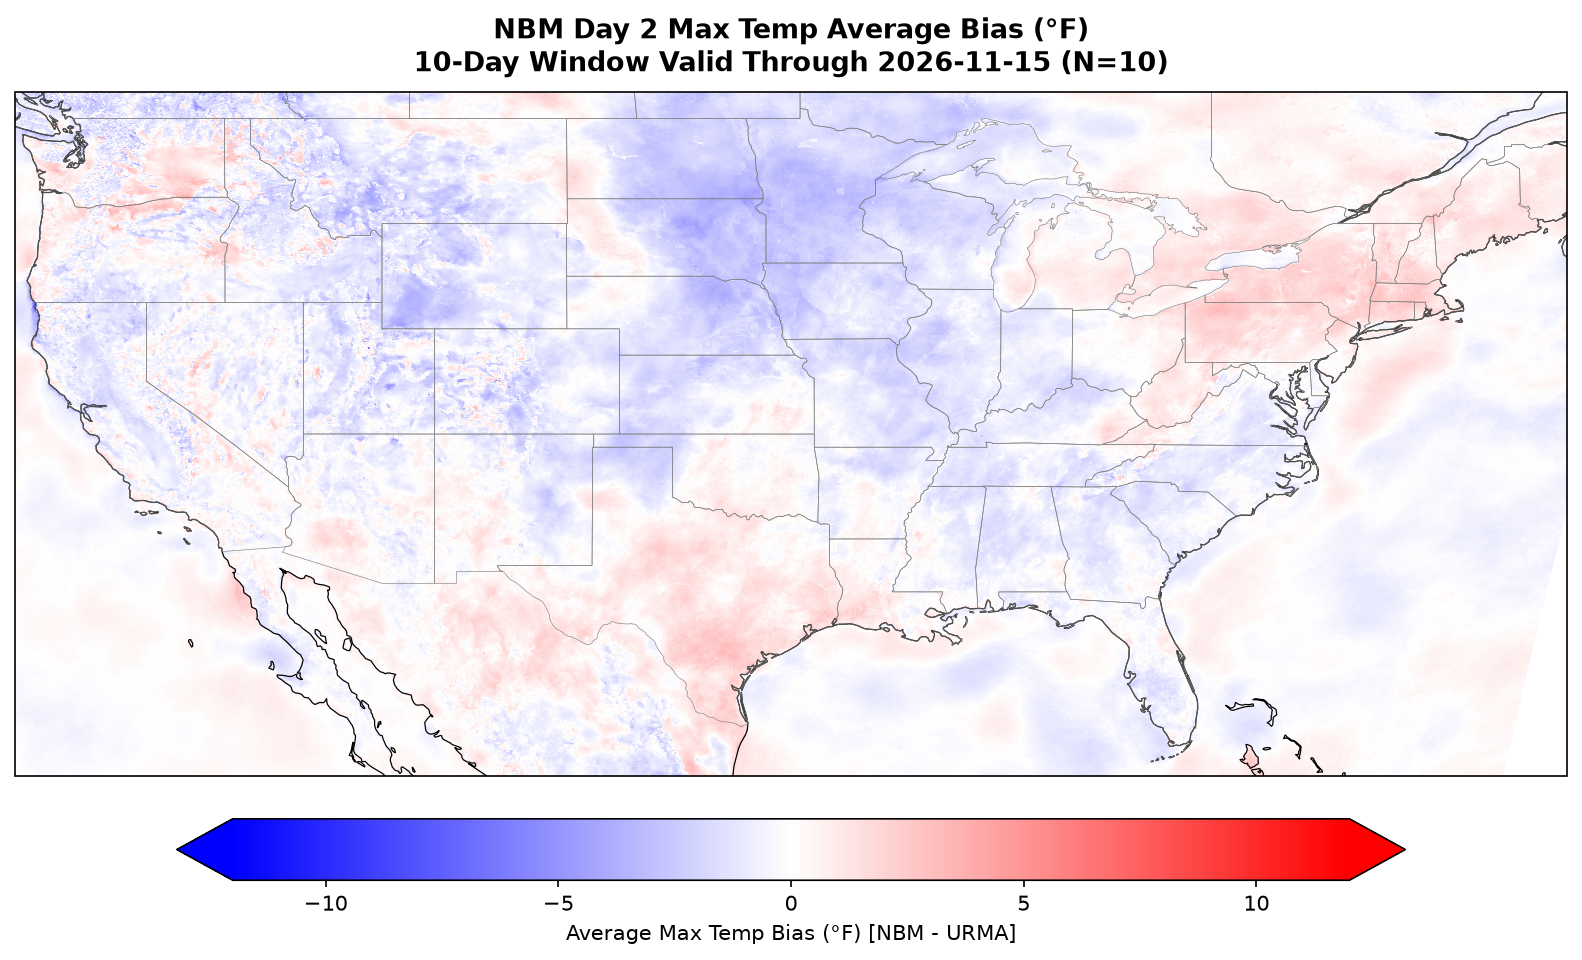 NBM Day 2 Max Temp Average Bias (°F)
10-Day Window Valid Through 2026-11-15 (N=10)
−10 −5 0 5 10
Average Max Temp Bias (°F) [NBM - URMA]